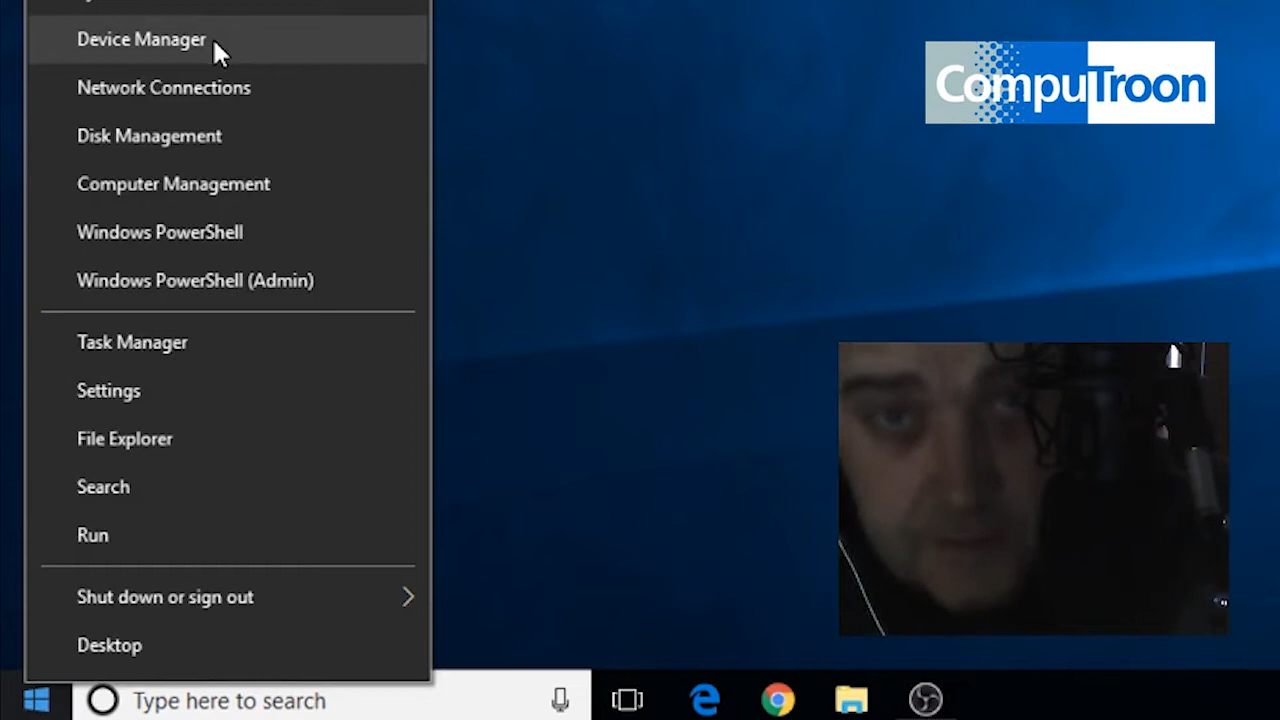 Device Manager
CompuTroon
Network Connections
Disk Management
Computer Management
Windows PowerShell
Windows PowerShell (Admin)
Task Manager
Settings
File Explorer
Search
Run
Shut down or sign out
Desktop
Type here to search